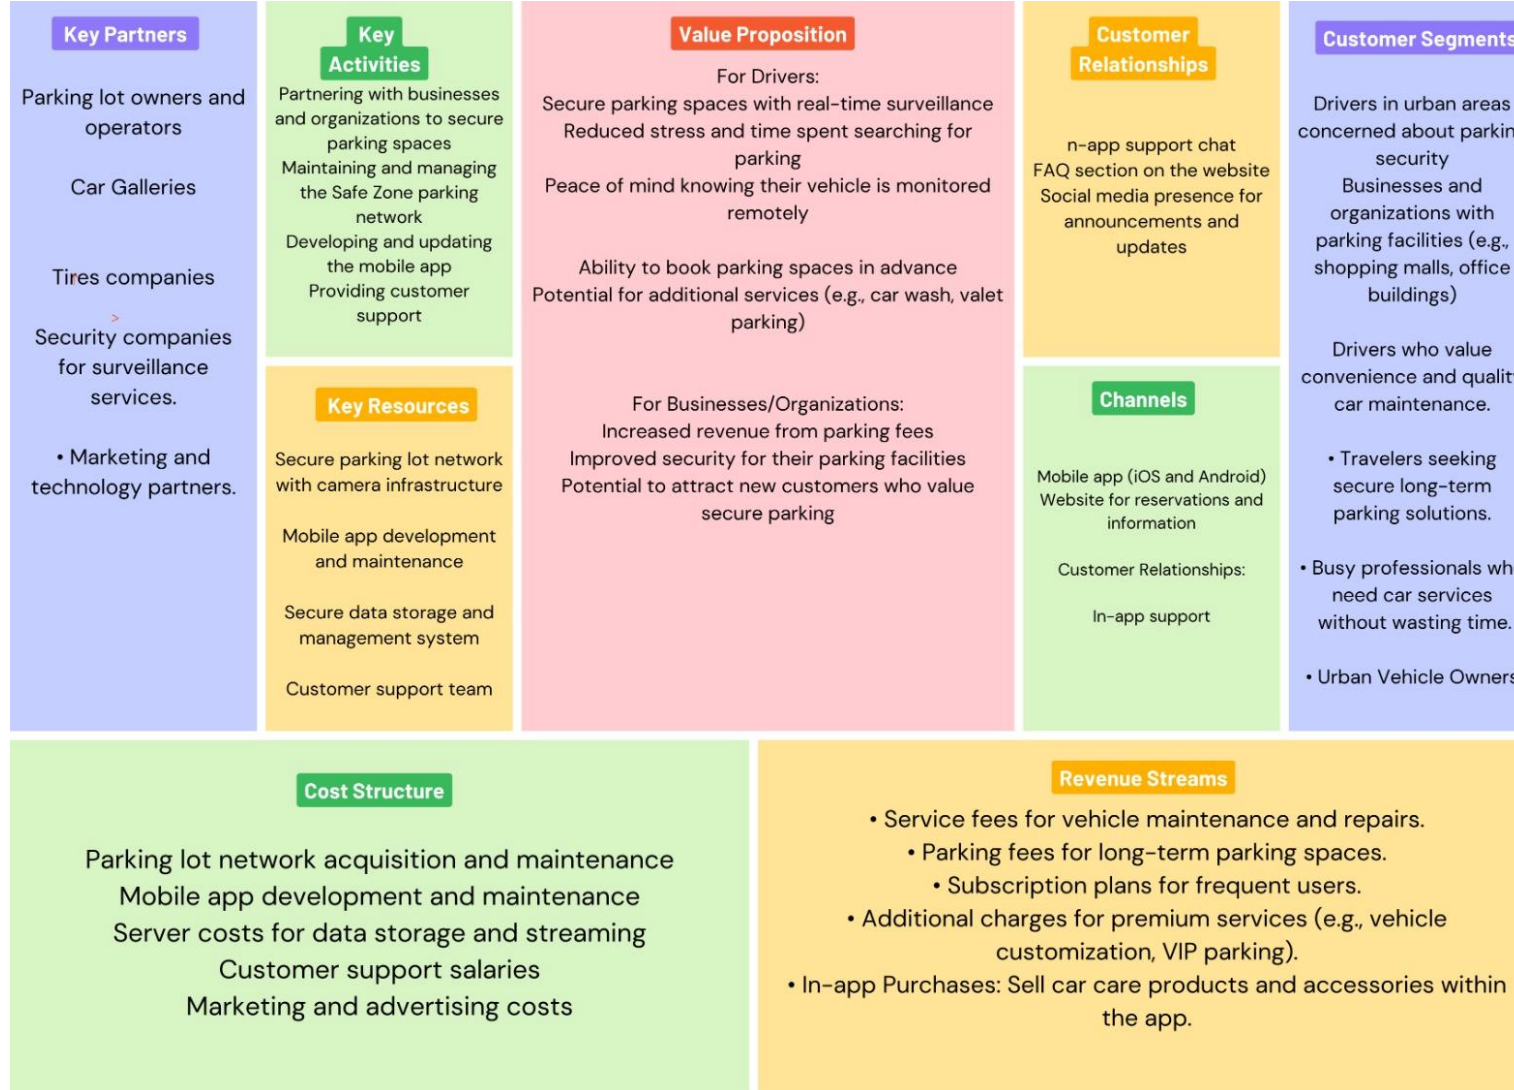 Key Partners
Parking lot owners and
operators
Car Galleries
Tires companies
>
Security companies
for surveillance
services.
• Marketing and
technology partners.
Key
Activities
Partnering with businesses
and organizations to secure
parking spaces
Maintaining and managing
the Safe Zone parking
network
Developing and updating
the mobile app
Providing customer
support
Key Resources
Secure parking lot network
with camera infrastructure
Mobile app development
and maintenance
Secure data storage and
management system
Customer support team
Value Proposition
For Drivers:
Secure parking spaces with real-time surveillance
Reduced stress and time spent searching for
parking
Peace of mind knowing their vehicle is monitored
remotely
Ability to book parking spaces in advance
Potential for additional services (e.g., car wash, valet
parking)
For Businesses/Organizations:
Increased revenue from parking fees
Improved security for their parking facilities
Potential to attract new customers who value
secure parking
Customer
Relationships
n-app support chat
FAQ section on the website
Social media presence for
announcements and
updates
Channels
Mobile app (iOS and Android)
Website for reservations and
information
Customer Relationships:
In-app support
Customer Segments
Drivers in urban areas
concerned about parkin
security
Businesses and
organizations with
parking facilities (e.g.,
shopping malls, office
buildings)
Drivers who value
convenience and quality
car maintenance.
• Travelers seeking
secure long-term
parking solutions.
• Busy professionals wh
need car services
without wasting time.
• Urban Vehicle Owners
Cost Structure
Parking lot network acquisition and maintenance
Mobile app development and maintenance
Server costs for data storage and streaming
Customer support salaries
Marketing and advertising costs
Revenue Streams
• Service fees for vehicle maintenance and repairs.
• Parking fees for long-term parking spaces.
• Subscription plans for frequent users.
• Additional charges for premium services (e.g., vehicle
customization, VIP parking).
• In-app Purchases: Sell car care products and accessories within
the app.